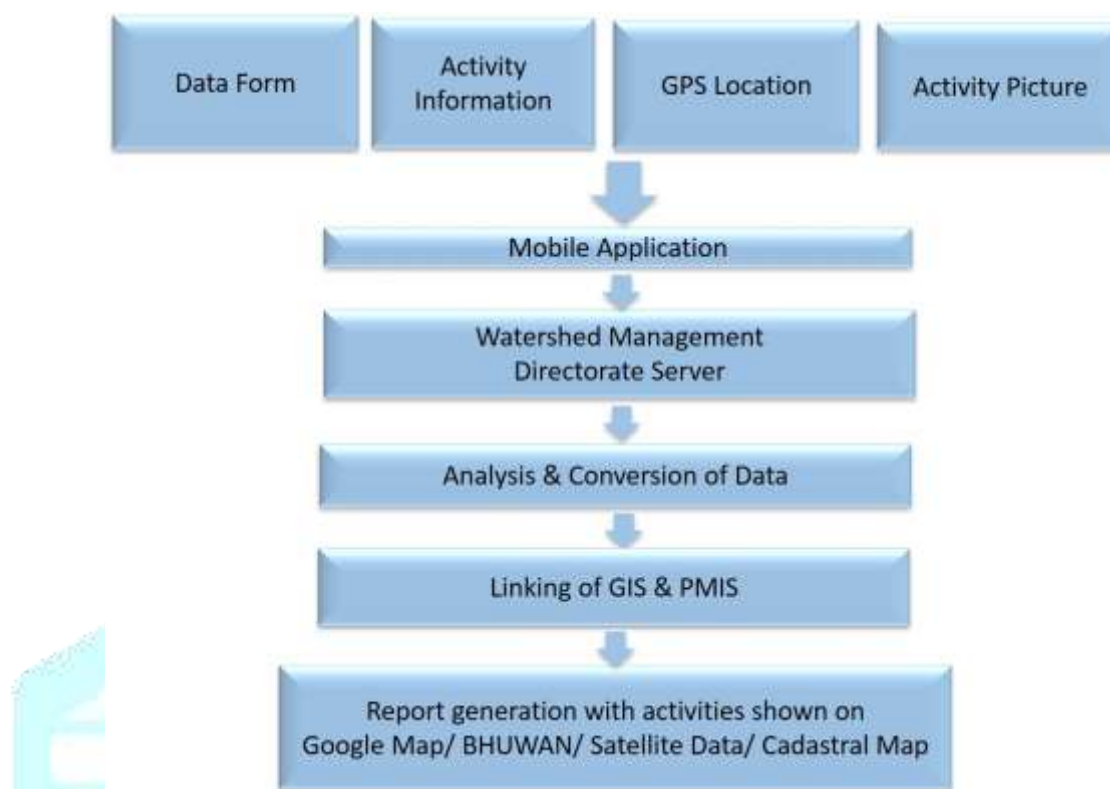 Data Form
Activity
Information
GPS Location
Activity Picture
Mobile Application
Watershed Management
Directorate Server
Analysis & Conversion of Data
Linking of GIS & PMIS
Report generation with activities shown on
Google Map/ BHUWAN/ Satellite Data/ Cadastral Map